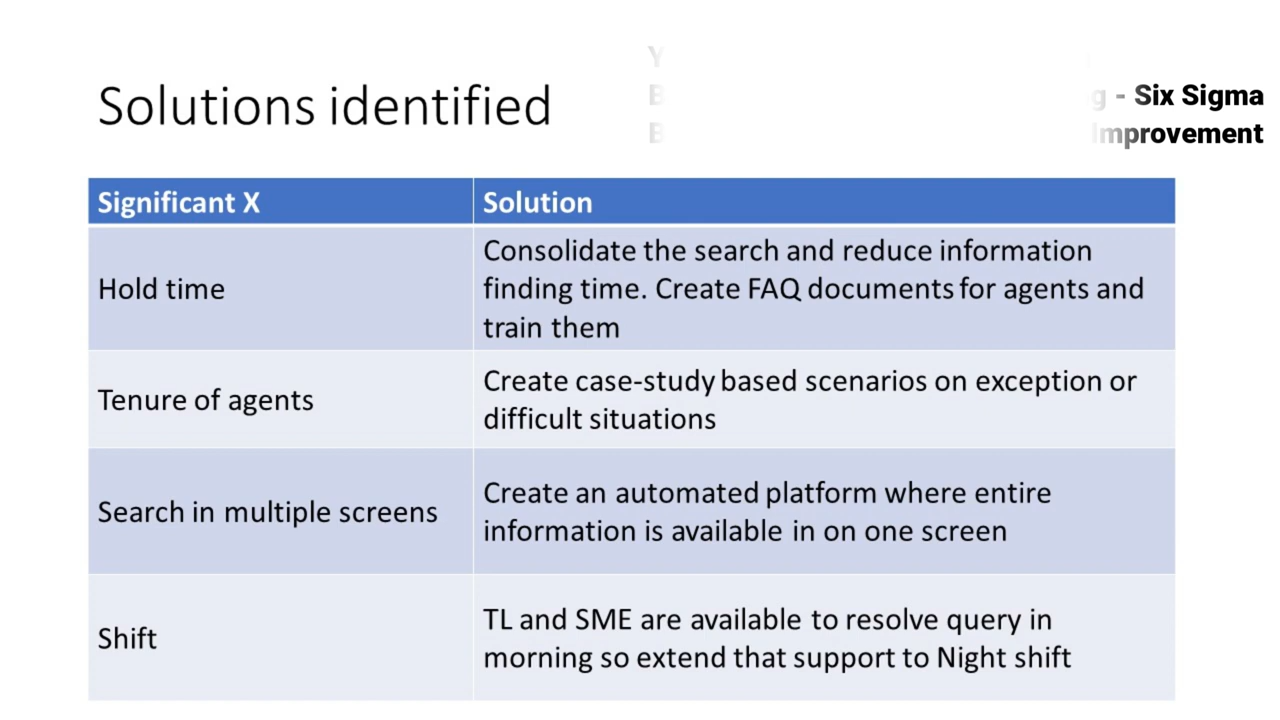 Solutions identified
- Six Sigma
Improvement
Significant X
Solution
Hold time
Consolidate the search and reduce information
finding time. Create FAQ documents for agents and
train them
Tenure of agents
Create case-study based scenarios on exception or
difficult situations
Search in multiple screens
Create an automated platform where entire
information is available in on one screen
Shift
TL and SME are available to resolve query in
morning so extend that support to Night shift